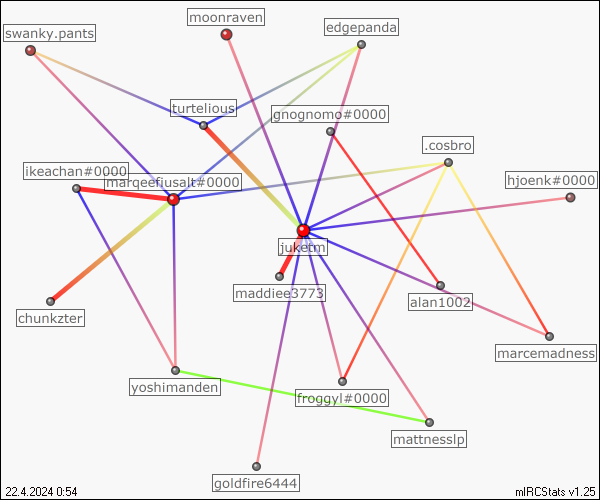 moonraven
swanky.pants
edgepanda
turtelious
gnognomo#0000
.cosbro
ikeachan#0000
marqeefiusalt#0000
hjoenk#0000
juketm
maddiee3773
alan1002
chunkzter
marcemadness
yoshimanden
froggyl#0000
mattnesslp
goldfire6444
22.4.2024 0:54
mIRCStats v1.25